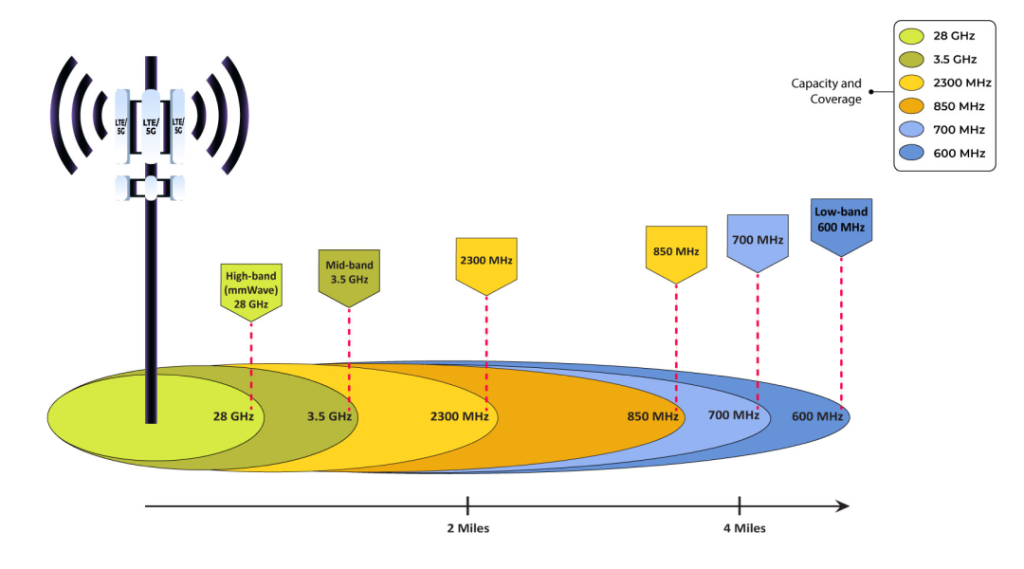 28 GHz
3.5 GHz
2300 MHz
850 MHz
700 MHz
600 MHz
Capacity and
Coverage
LTE/
5G
LTE/
5G
LTE/
5G
Low-band
600 MHz
700 MHz
850 MHz
2300 MHz
Mid-band
3.5 GHz
High-band
(mmWave)
28 GHz
28 GHz
3.5 GHz
2300 MHz
850 MHz
700 MHz
600 MHz
2 Miles
4 Miles